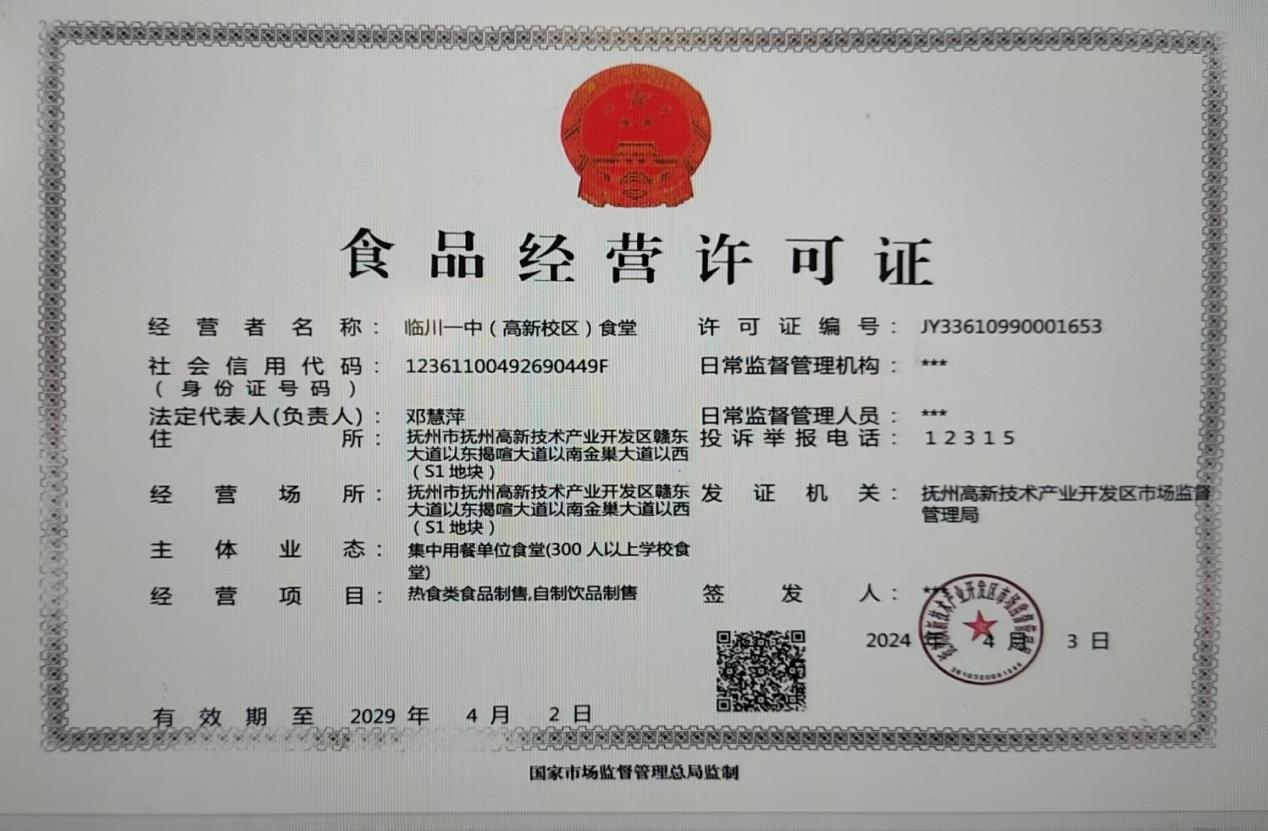 食品经营许可证
经营者名称：临川一中（高新校区）食堂
许可证编号：JY33610990001653
社会信用代码：12361100492690449F
（身份证号码）
日常监督管理机构：***
法定代表人(负责人)：邓慧萍
日常监督管理人员：***
住所：抚州市抚州高新技术产业开发区赣东
大道以东揭暄大道以南金巢大道以西
（S1 地块）
投诉举报电话：12315
经营场所：抚州市抚州高新技术产业开发区赣东
大道以东揭暄大道以南金巢大道以西
（S1 地块）
发证机关：抚州高新技术产业开发区市场监督
管理局
主体业态：集中用餐单位食堂(300 人以上学校食
堂)
经营项目：热食类食品制售,自制饮品制售
签发人：***
2024 年 4 月 3 日
有效期至 2029 年 4 月 2 日
国家市场监督管理总局监制